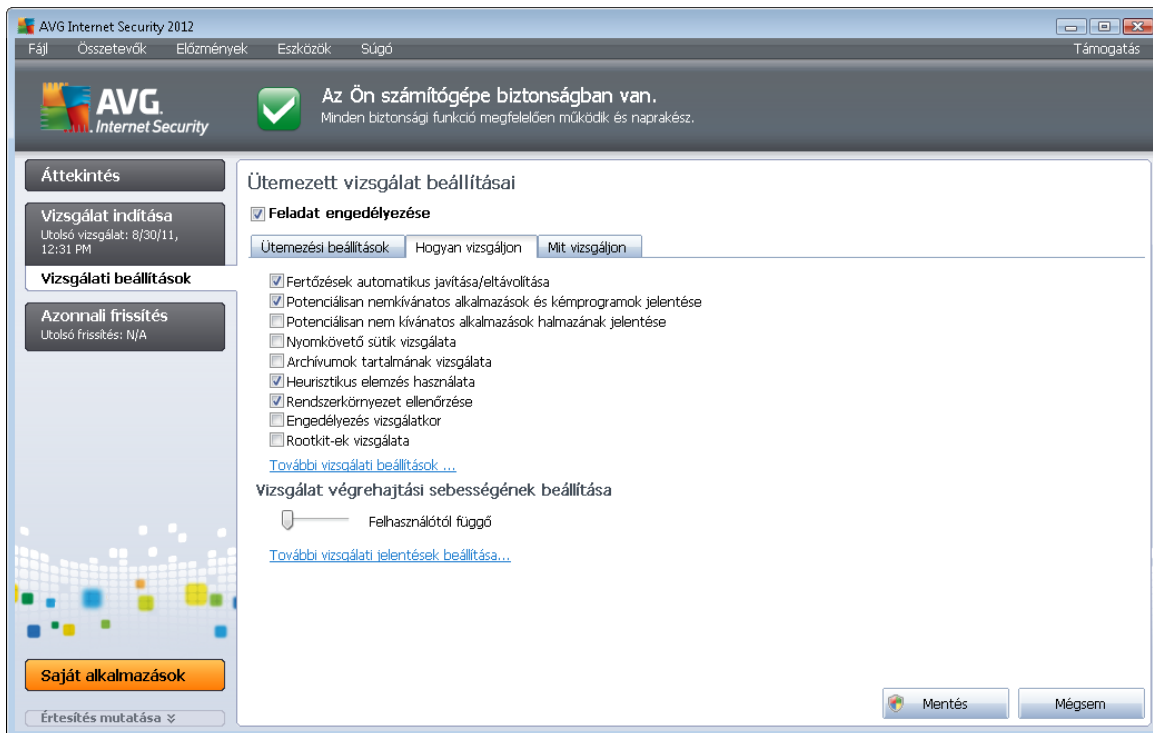 AVG Internet Security 2012
Fájl Összetevők Előzmények Eszközök Súgó Támogatás
AVG.
Internet Security
Az Ön számítógépe biztonságban van.
Minden biztonsági funkció megfelelően működik és naprakész.
Áttekintés
Vizsgálat indítása
Utolsó vizsgálat: 8/30/11,
12:31 PM
Vizsgálati beállítások
Azonnali frissítés
Utolsó frissítés: N/A
Ütemezett vizsgálat beállításai
Feladat engedélyezése
Ütemezési beállítások Hogyan vizsgáljon Mit vizsgáljon
Fertőzések automatikus javítása/eltávolítása
Potenciálisan nemkívánatos alkalmazások és kémprogramok jelentése
Potenciálisan nem kívánatos alkalmazások halmazának jelentése
Nyomkövető sütik vizsgálata
Archívumok tartalmának vizsgálata
Heurisztikus elemzés használata
Rendszerkörnyezet ellenőrzése
Engedélyezés vizsgálatkor
Rootkit-ek vizsgálata
További vizsgálati beállítások ...
Vizsgálat végrehajtási sebességének beállítása
Felhasználótól függő
További vizsgálati jelentések beállítása...
Saját alkalmazások
Értesítés mutatása
Mentés Mégsem